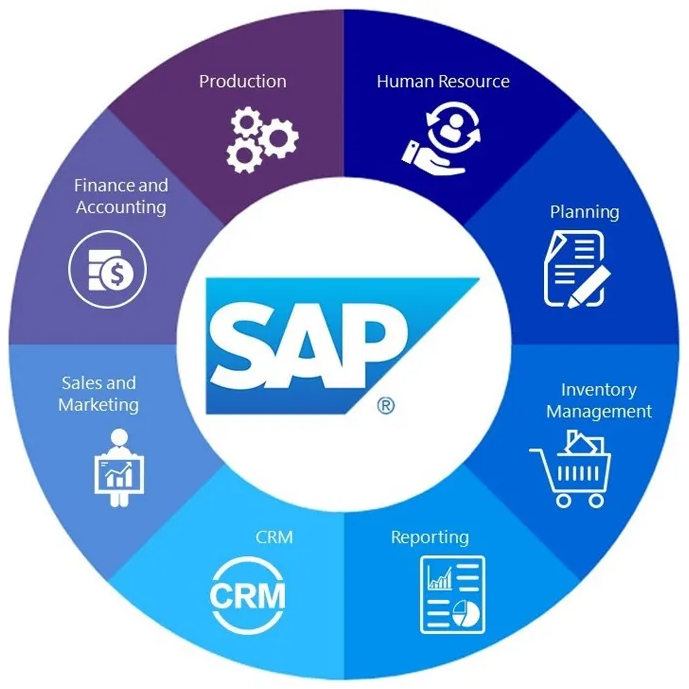 Production
Human Resource
Finance and
Accounting
Planning
SAP
®
Sales and
Marketing
Inventory
Management
CRM
CRM
Reporting